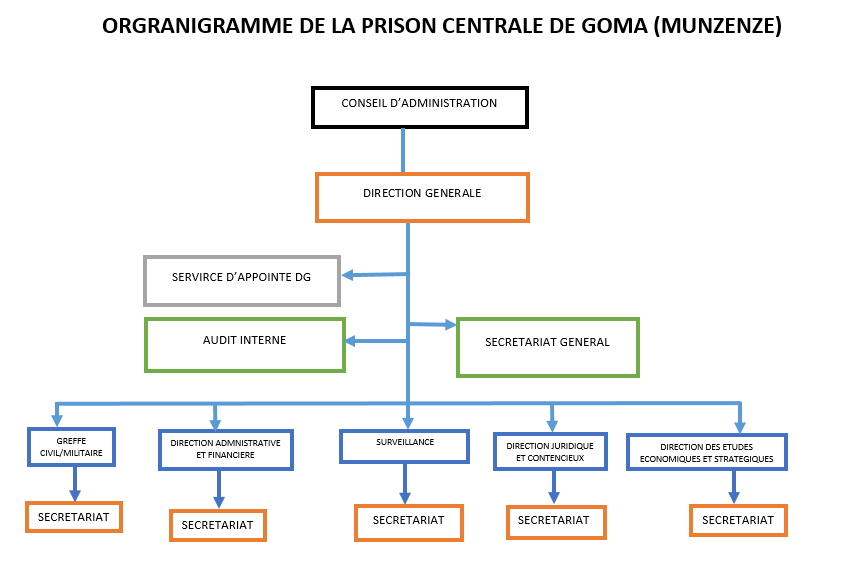 ORGRANIGRAMME DE LA PRISON CENTRALE DE GOMA (MUNZENZE)
CONSEIL D’ADMINISTRATION
DIRECTION GENERALE
SERVIRCE D’APPOINTE DG
AUDIT INTERNE
SECRETARIAT GENERAL
GREFFE
CIVIL/MILITAIRE
DIRECTION ADMNISTRATIVE
ET FINANCIERE
SURVEILLANCE
DIRECTION JURIDIQUE
ET CONTENCIEUX
DIRECTION DES ETUDES
ECONOMIQUES ET STRATEGIQUES
SECRETARIAT
SECRETARIAT
SECRETARIAT
SECRETARIAT
SECRETARIAT